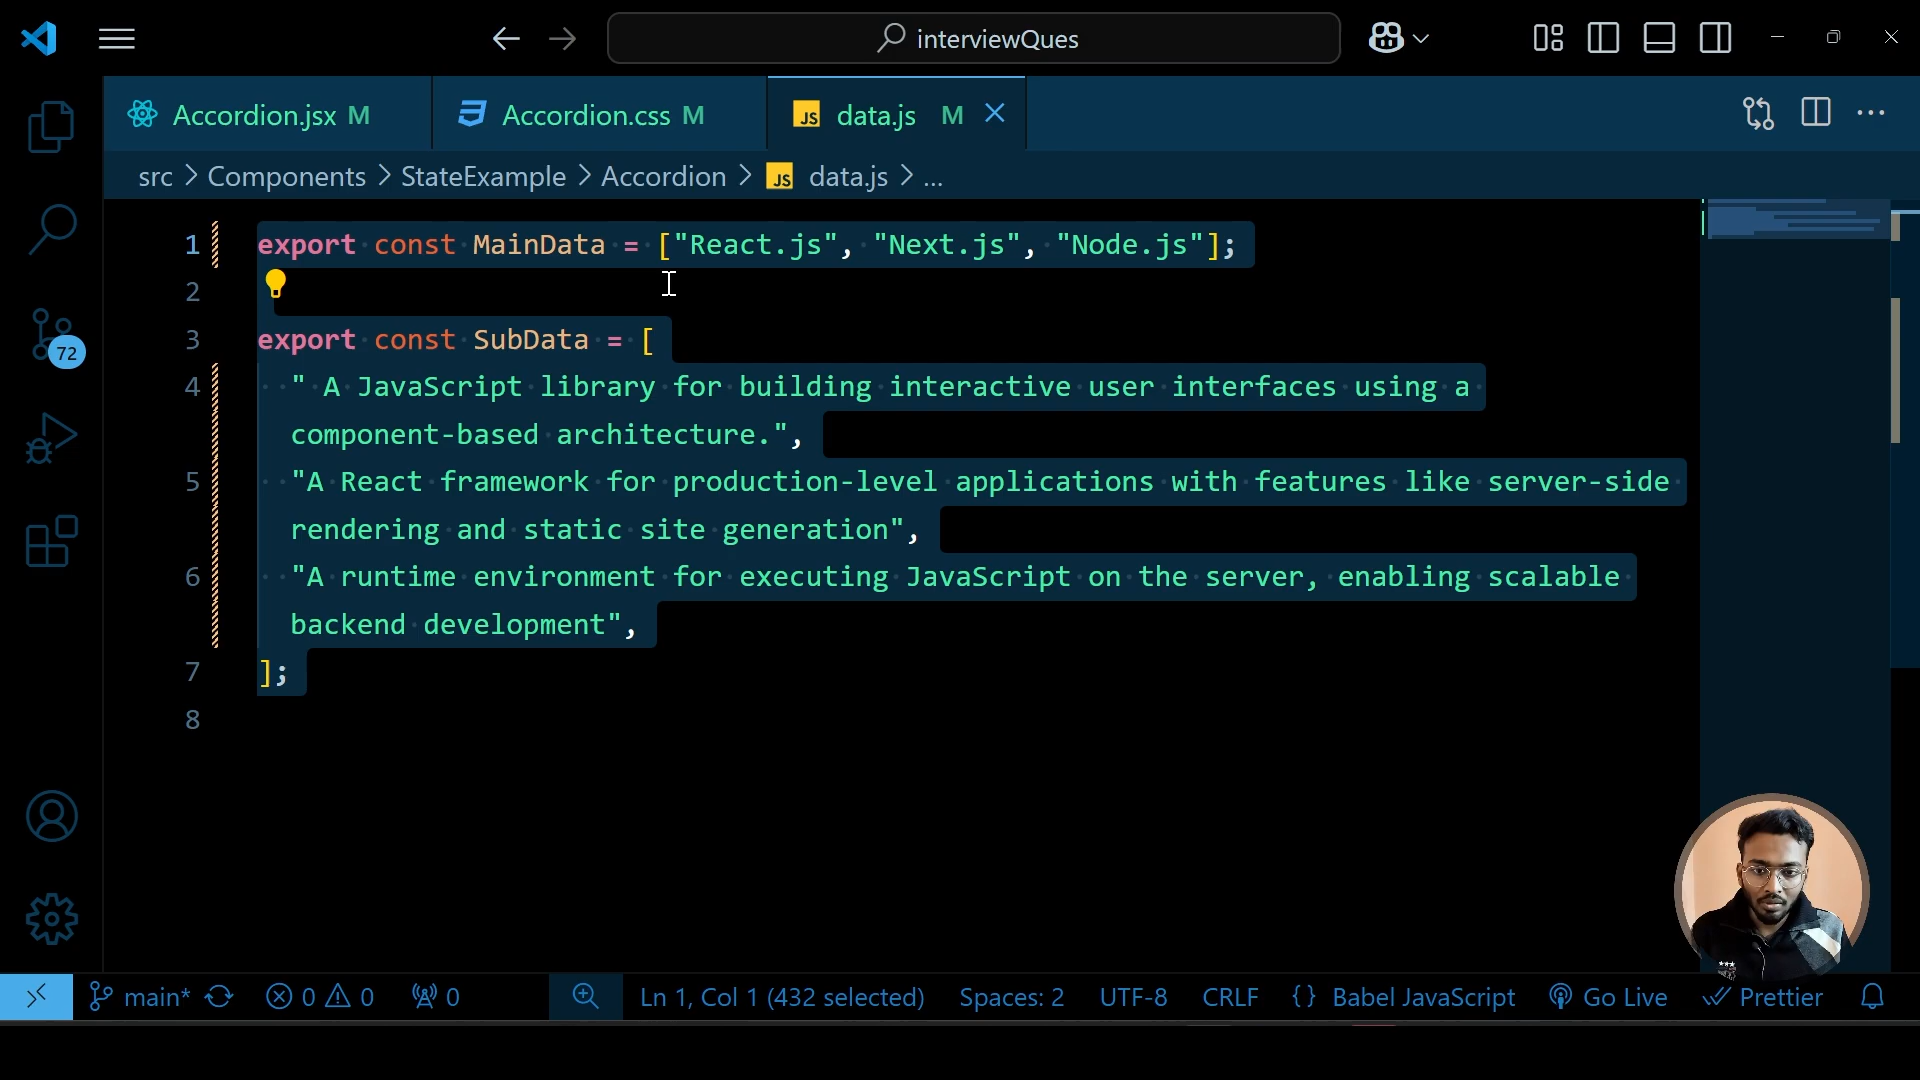 interviewQues
Accordion.jsx M
Accordion.css M
JS data.js M
src > Components > StateExample > Accordion > JS data.js > ...
1 export const MainData = ["React.js", "Next.js", "Node.js"];
2
3 export const SubData = [
4 " A JavaScript library for building interactive user interfaces using a
component-based architecture.",
5 "A React framework for production-level applications with features like server-side
rendering and static site generation",
6 "A runtime environment for executing JavaScript on the server, enabling scalable
backend development",
7 ];
8
72
main* 0 0 0 Ln 1, Col 1 (432 selected) Spaces: 2 UTF-8 CRLF {} Babel JavaScript Go Live Prettier